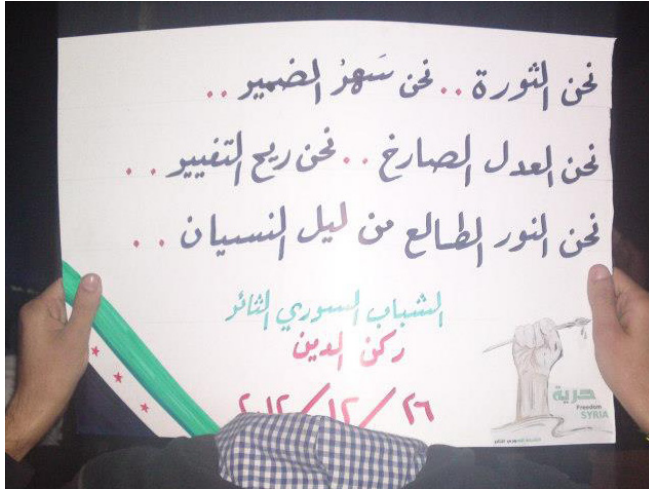 نحن الثورة .. نحن سَهرُ الضمير ..
نحن العدل الصارخ .. نحن ريح التغيير ..
نحن النور الطالع من ليل النسيان ..
الشباب السوري الثائر
ركن الدين
٢٠١٢/١٢/٢٦
حرية
Freedom
SYRIA